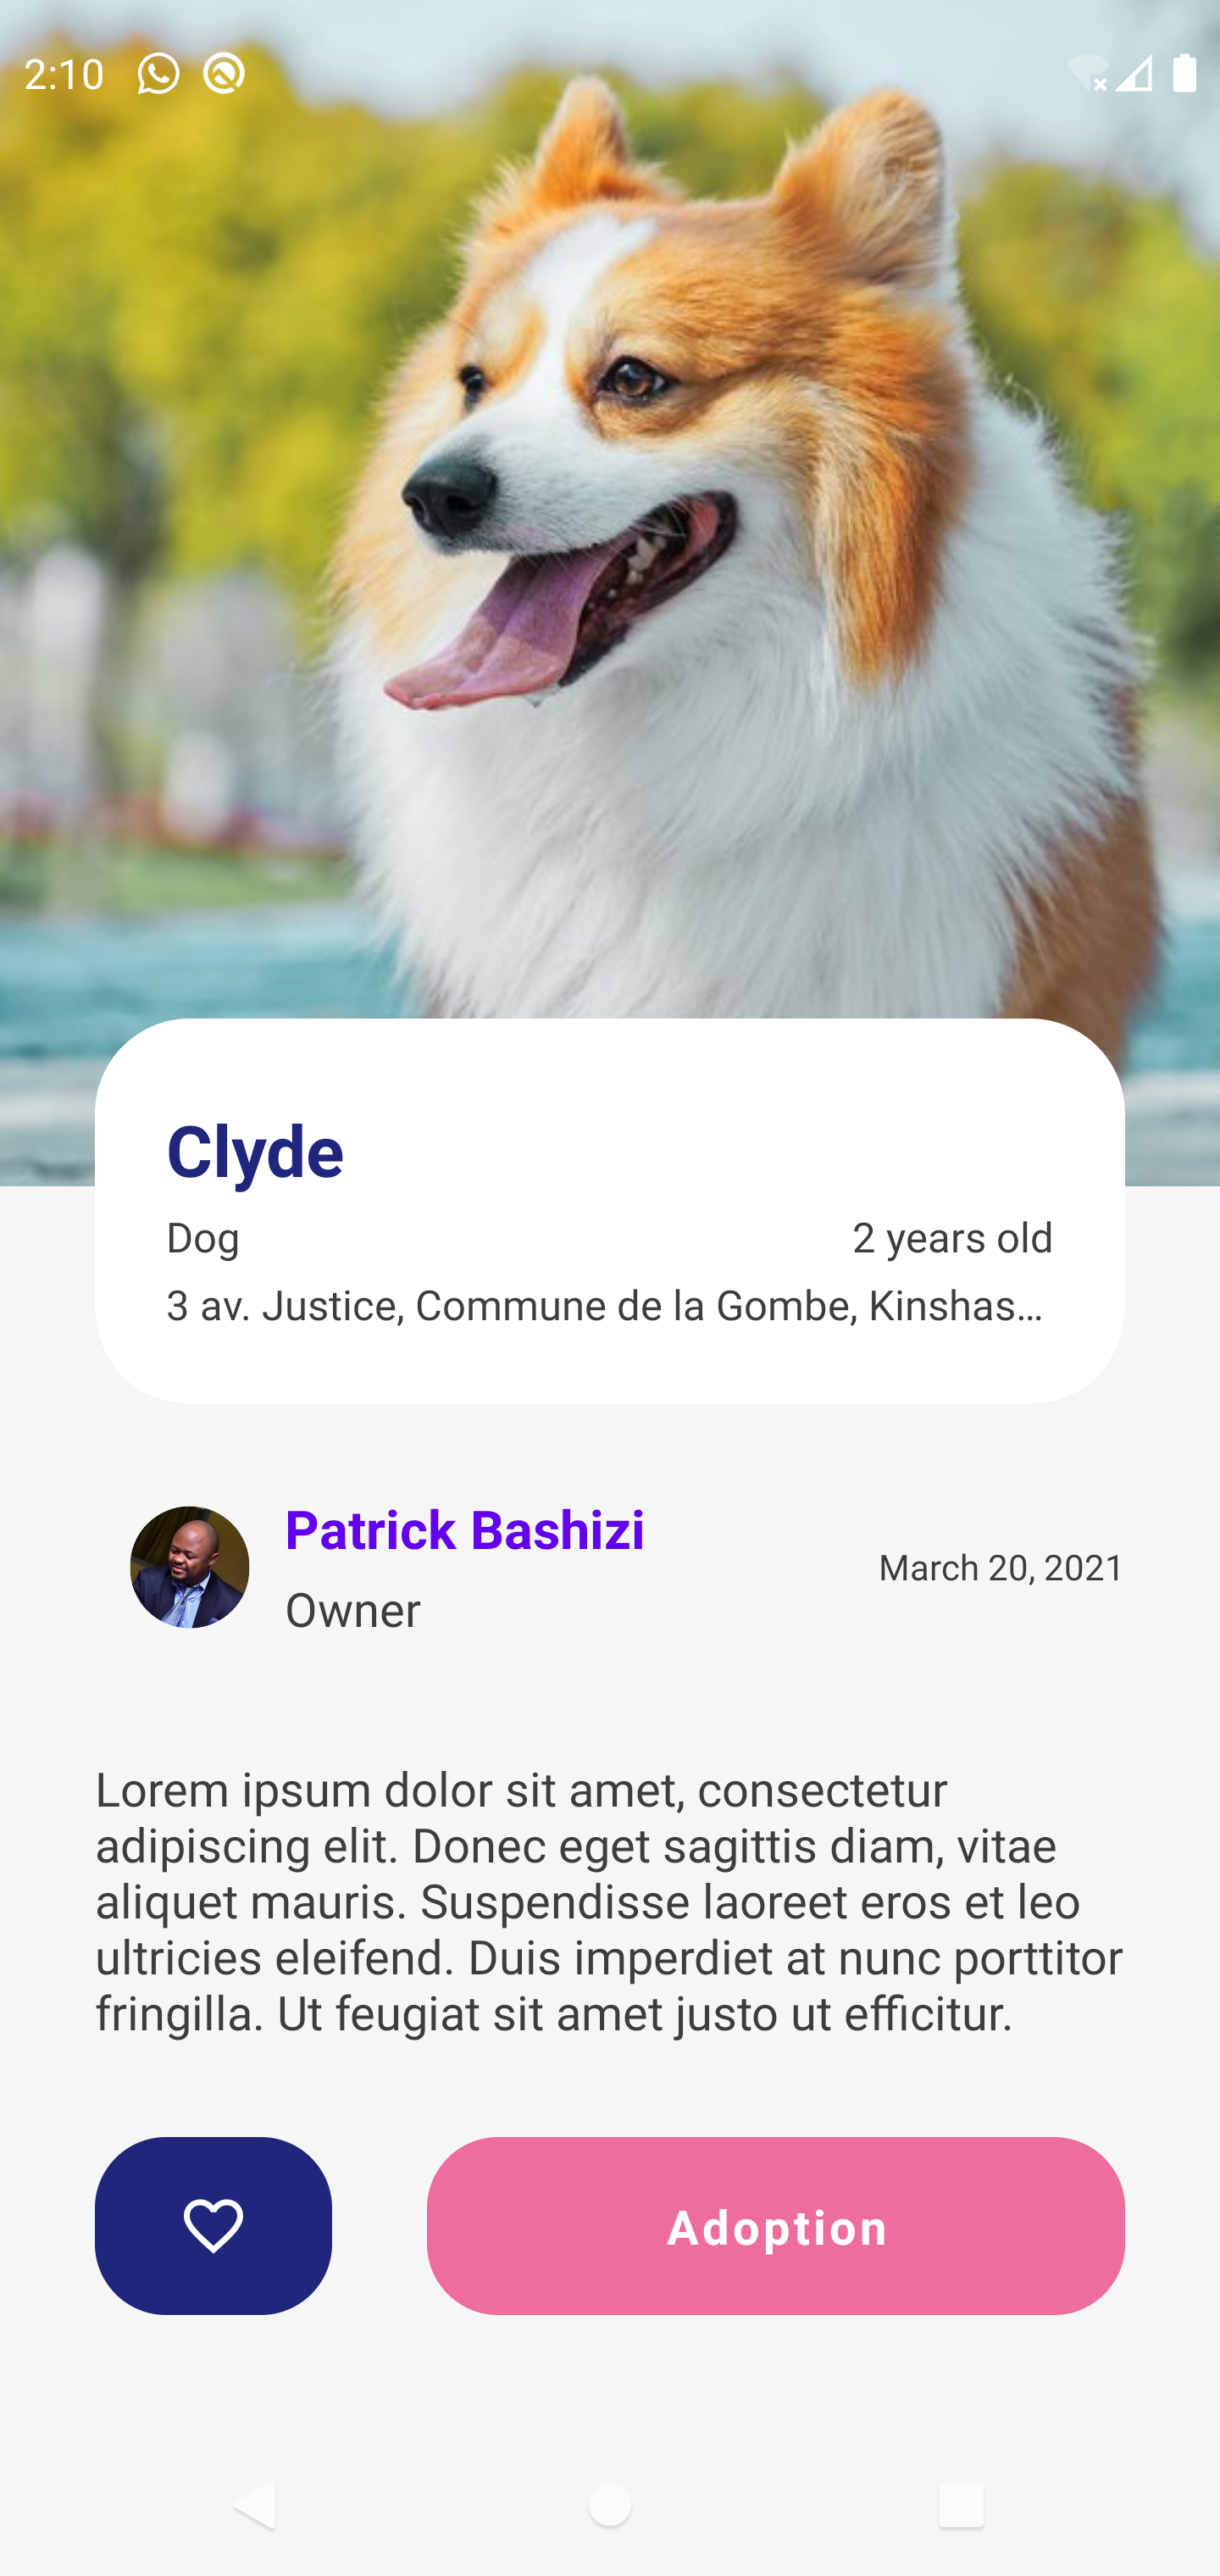 2:10
Clyde
Dog
2 years old
3 av. Justice, Commune de la Gombe, Kinshas...
Patrick Bashizi
Owner
March 20, 2021
Lorem ipsum dolor sit amet, consectetur
adipiscing elit. Donec eget sagittis diam, vitae
aliquet mauris. Suspendisse laoreet eros et leo
ultricies eleifend. Duis imperdiet at nunc porttitor
fringilla. Ut feugiat sit amet justo ut efficitur.
Adoption